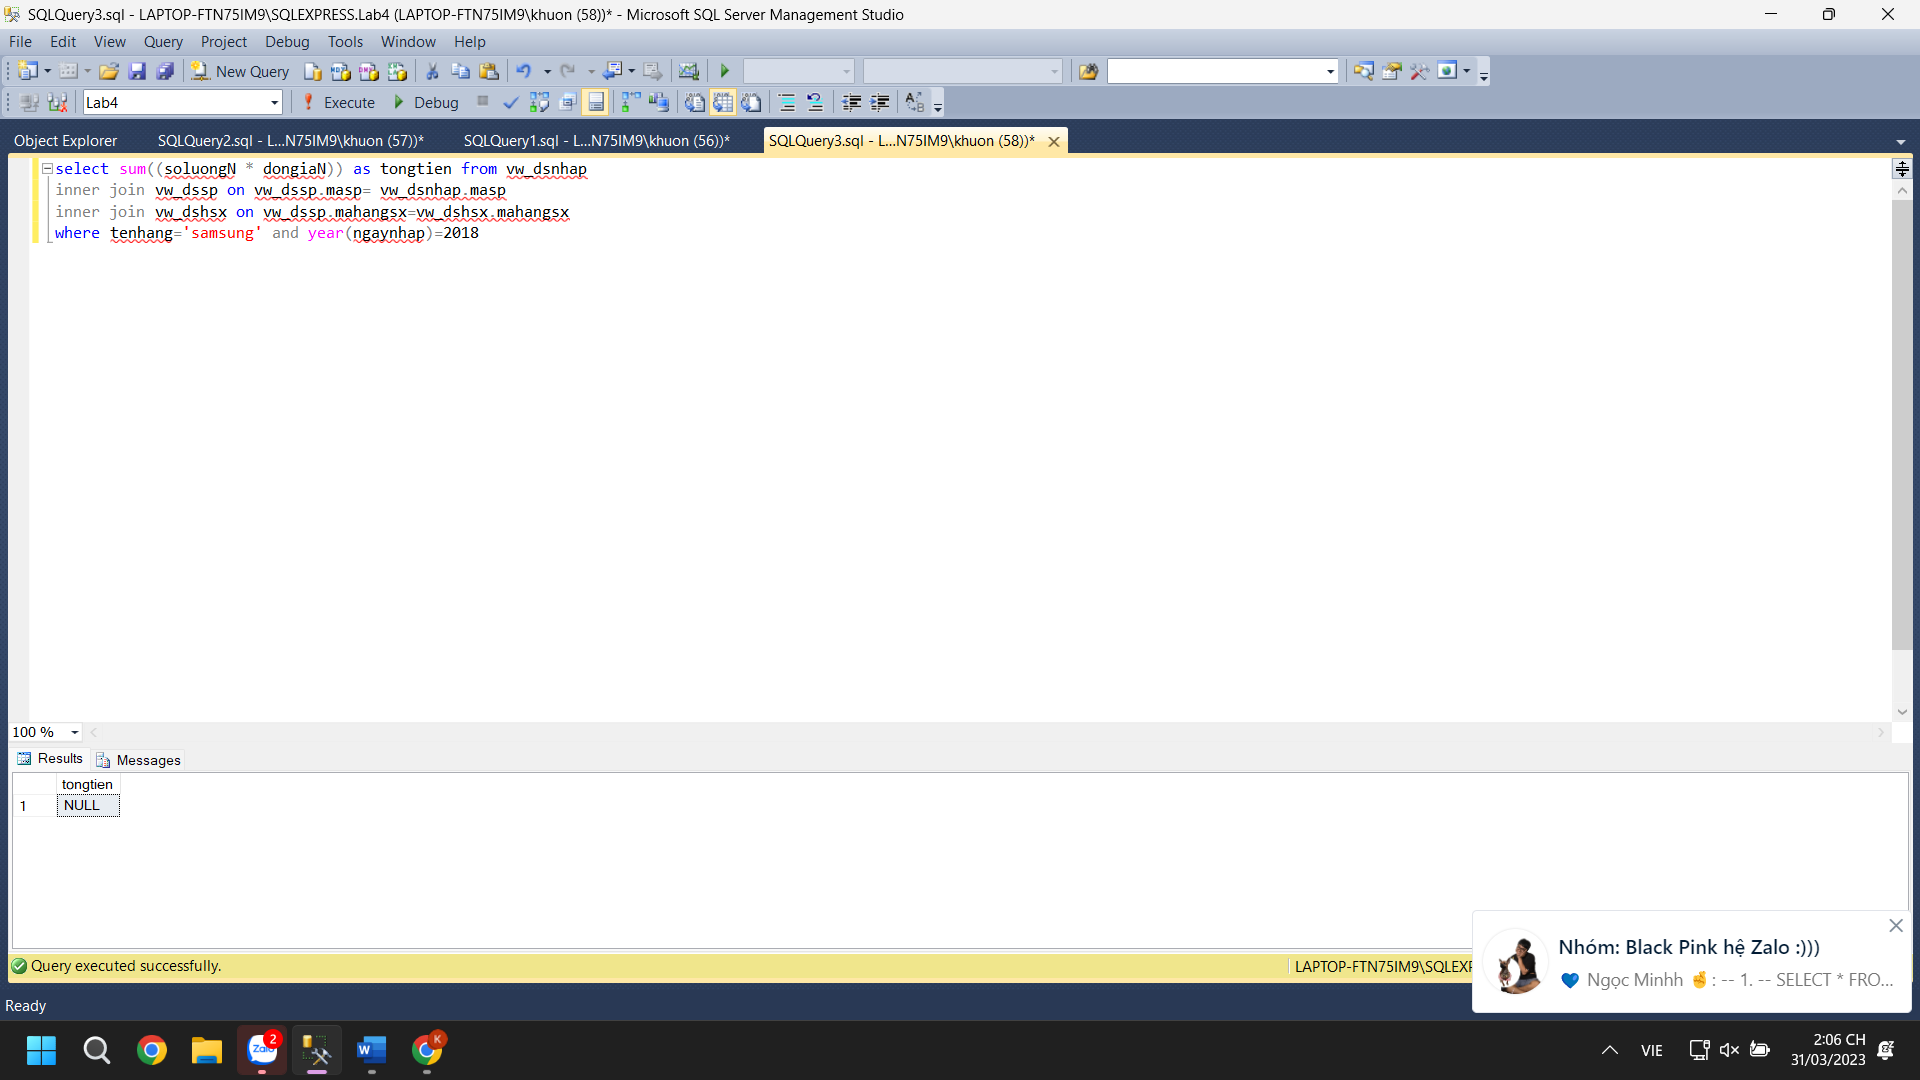 SQLQuery3.sql - LAPTOP-FTN75IM9\SQLEXPRESS.Lab4 (LAPTOP-FTN75IM9\khuon (58))* - Microsoft SQL Server Management Studio
File Edit View Query Project Debug Tools Window Help
New Query
Lab4 Execute Debug
Object Explorer SQLQuery2.sql - L...N75IM9\khuon (57))* SQLQuery1.sql - L...N75IM9\khuon (56))* SQLQuery3.sql - L...N75IM9\khuon (58))*
select sum((soluongN * dongiaN)) as tongtien from vw_dsnhap
inner join vw_dssp on vw_dssp.masp= vw_dsnhap.masp
inner join vw_dshsx on vw_dssp.mahangsx=vw_dshsx.mahangsx
where tenhang='samsung' and year(ngaynhap)=2018
100 %
Results Messages
tongtien
1 NULL
Query executed successfully. LAPTOP-FTN75IM9\SQLEXP
Nhóm: Black Pink hệ Zalo :)))
💙 Ngọc Minhh 🤞: -- 1. -- SELECT * FRO...
Ready
Zalo 2 W K
VIE
2:06 CH
31/03/2023